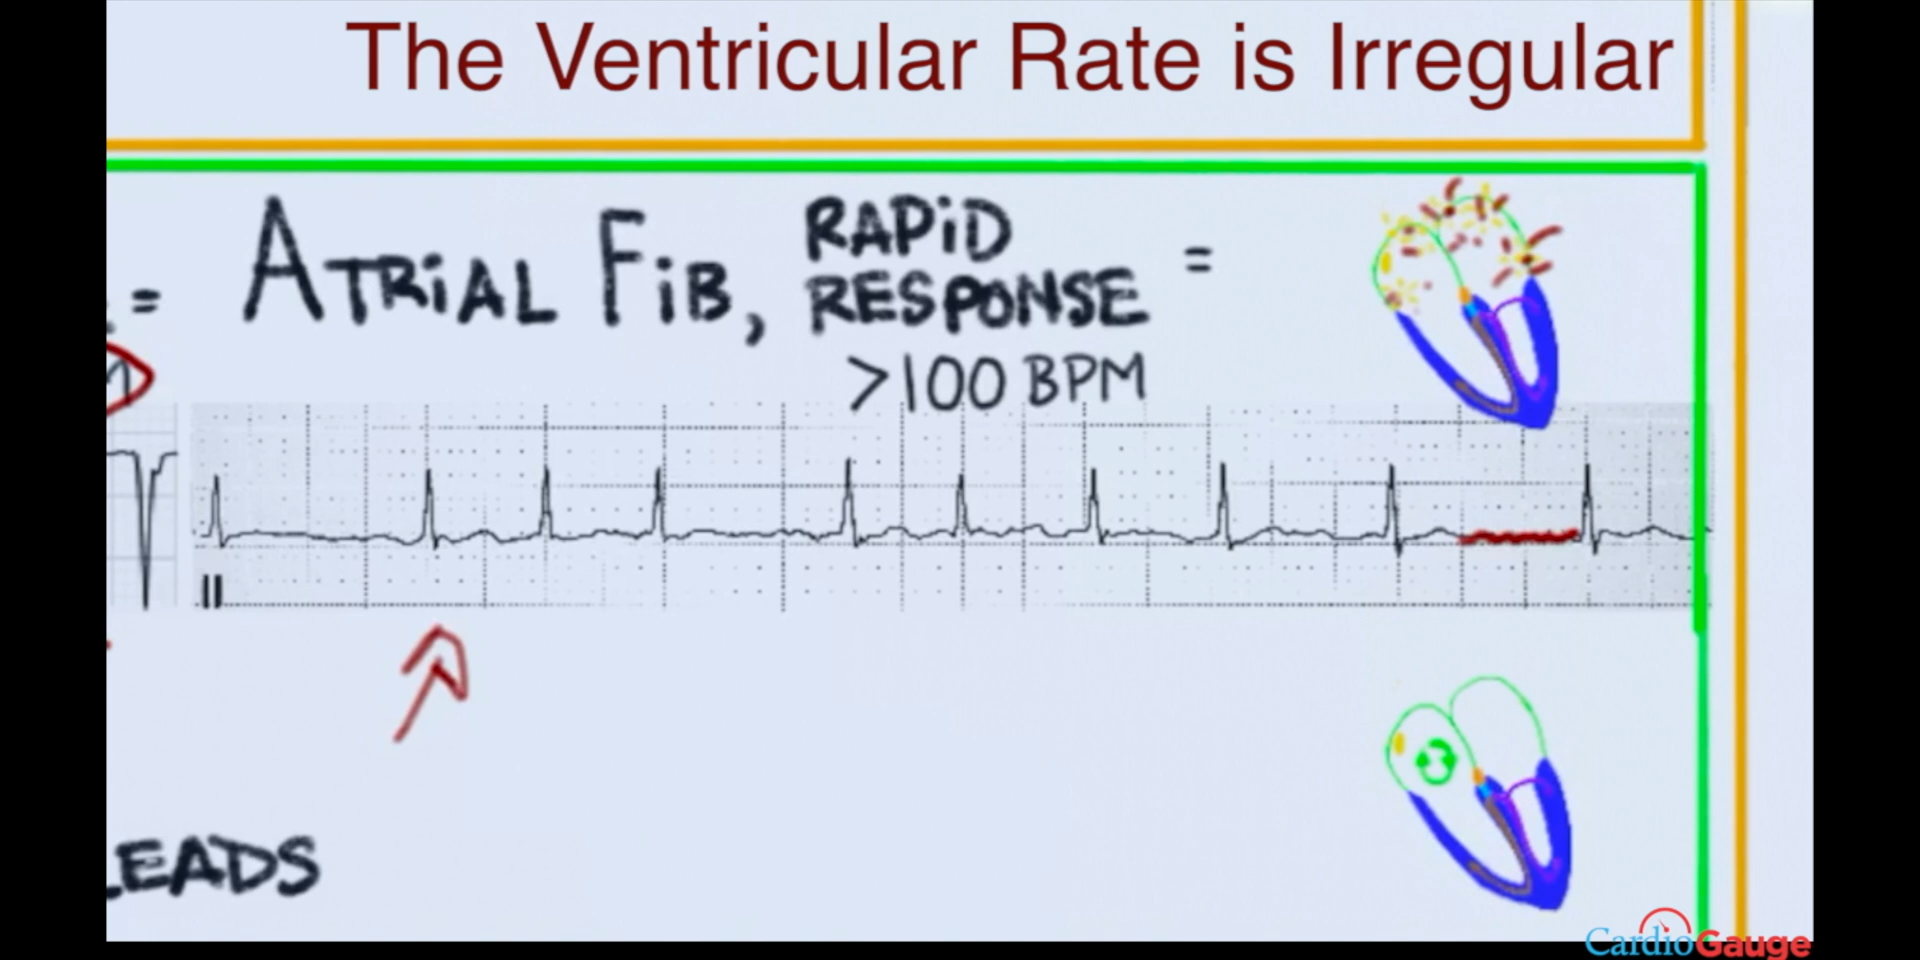 The Ventricular Rate is Irregular
= ATRiAL FiB, RAPiD RESPONSE =
>100 BPM
II
LEADS
CardioGauge